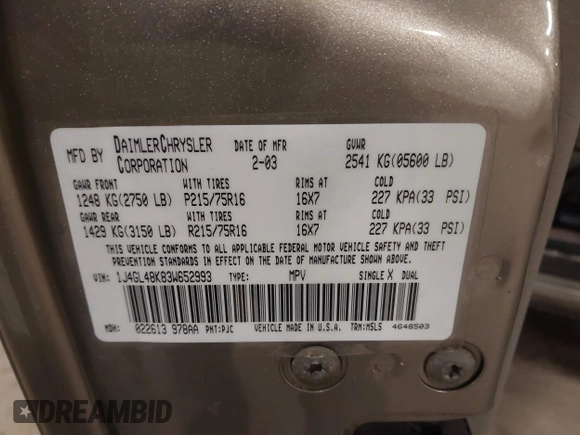 MFD BY DAIMLERCHRYSLER CORPORATION DATE OF MFR 2-03 GVWR 2541 KG(05600 LB)
GAWR FRONT WITH TIRES RIMS AT COLD
1248 KG(2750 LB) P215/75R16 16X7 227 KPA(33 PSI)
GAWR REAR WITH TIRES RIMS AT COLD
1429 KG(3150 LB) R215/75R16 16X7 227 KPA(33 PSI)
THIS VEHICLE CONFORMS TO ALL APPLICABLE FEDERAL MOTOR VEHICLE SAFETY AND THEFT
PREVENTION STANDARDS IN EFFECT ON THE DATE OF MANUFACTURE SHOWN ABOVE.
VIN: 1J4GL48K83W652993 TYPE: MPV SINGLE X DUAL
MDH: 022613 978AA PNT:PJC VEHICLE MADE IN U.S.A. TRM:MSL5 4648503
DREAMBID